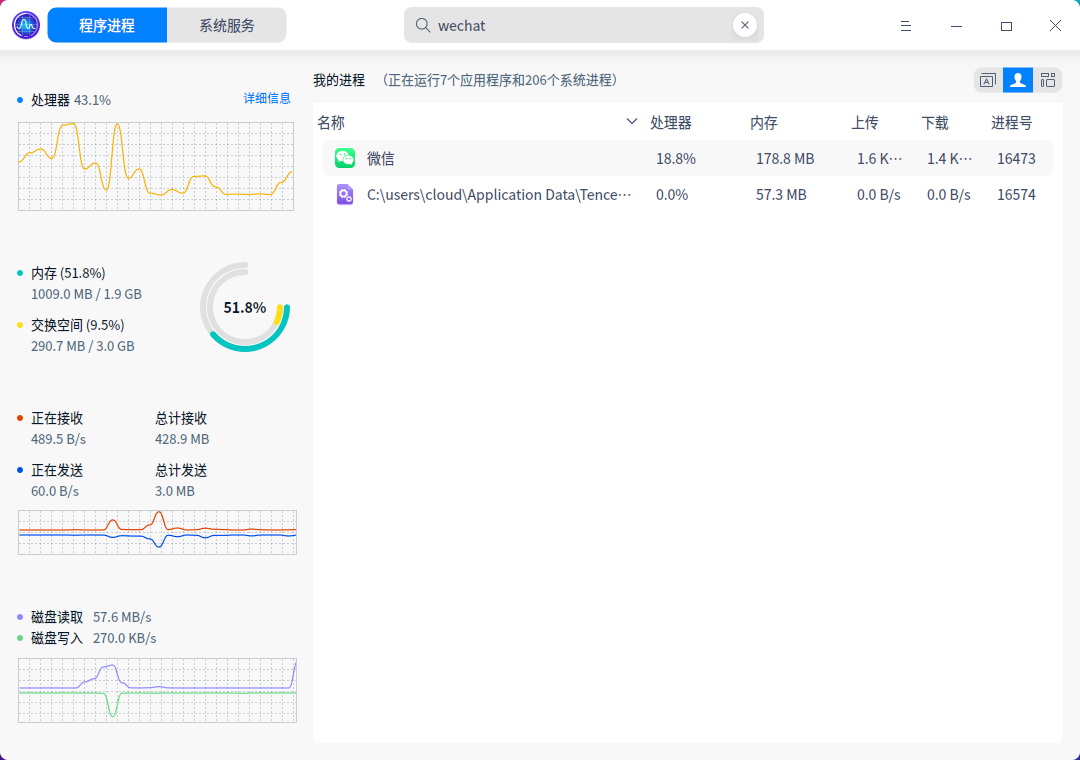 程序进程 系统服务 wechat
处理器 43.1% 详细信息
内存 (51.8%)
1009.0 MB / 1.9 GB
交换空间 (9.5%)
290.7 MB / 3.0 GB
51.8%
正在接收 总计接收
489.5 B/s 428.9 MB
正在发送 总计发送
60.0 B/s 3.0 MB
磁盘读取 57.6 MB/s
磁盘写入 270.0 KB/s
我的进程 （正在运行7个应用程序和206个系统进程）
名称 处理器 内存 上传 下载 进程号
微信 18.8% 178.8 MB 1.6 K⋯ 1.4 K⋯ 16473
C:\users\cloud\Application Data\Tence⋯ 0.0% 57.3 MB 0.0 B/s 0.0 B/s 16574